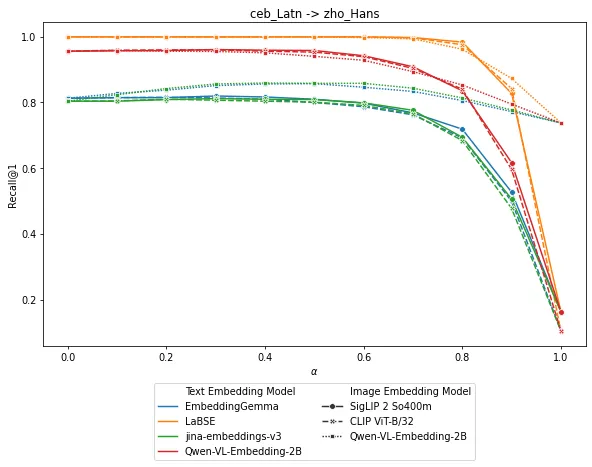 ceb_Latn -> zho_Hans
Recall@1
1.0
0.8
0.6
0.4
0.2
0.0 0.2 0.4 0.6 0.8 1.0
α
Text Embedding Model
EmbeddingGemma
LaBSE
jina-embeddings-v3
Qwen-VL-Embedding-2B
Image Embedding Model
SigLIP 2 So400m
CLIP ViT-B/32
Qwen-VL-Embedding-2B